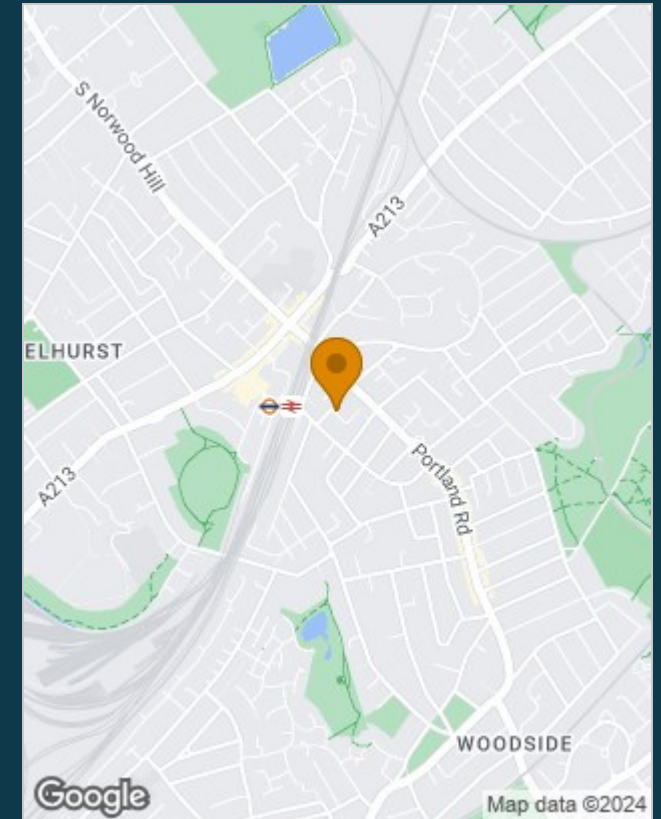 S Norwood Hill
A213
ELHURST
A213
Portland Rd
WOODSIDE
Google
Map data ©2024